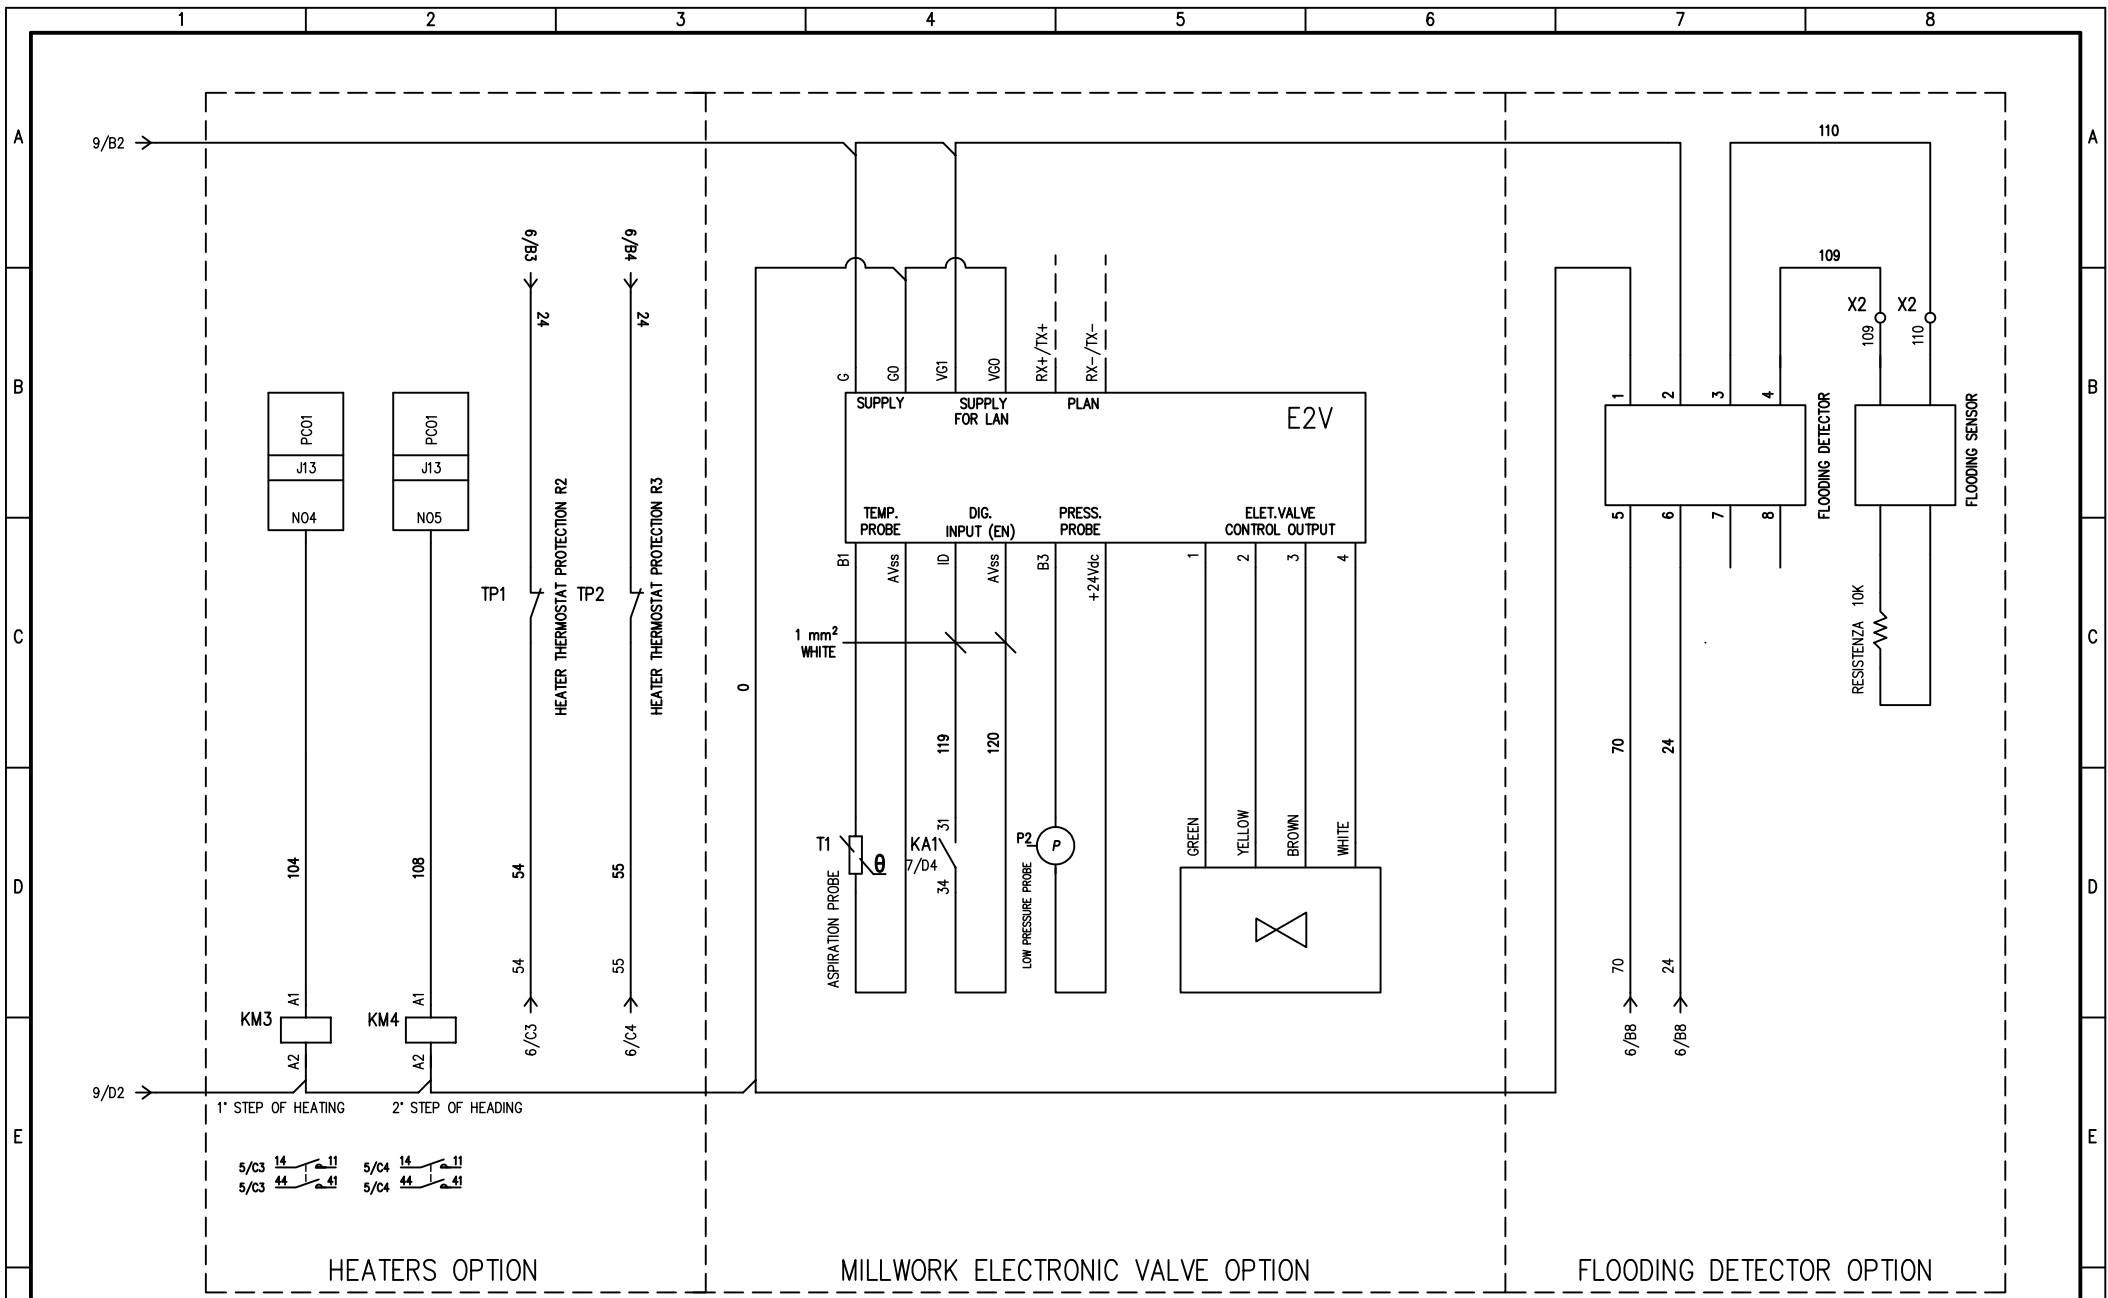 1 2 3 4 5 6 7 8
A A
9/B2
110
6/B3 6/B4
109
24 24
X2 X2
109 110
B B
G G0 VG1 VG0 RX+/TX+ RX-/TX-
SUPPLY SUPPLY FOR LAN PLAN
E2V
PCO1 PCO1
J13 J13
NO4 NO5
1 2 3 4
FLOODING DETECTOR
FLOODING SENSOR
5 6 7 8
TEMP. PROBE
DIG. INPUT (EN)
PRESS. PROBE
ELET.VALVE
CONTROL OUTPUT
B1 AVss ID AVss B3 +24Vdc 1 2 3 4
TP1
HEATER THERMOSTAT PROTECTION R2
TP2
HEATER THERMOSTAT PROTECTION R3
C C
1 mm²
WHITE
RESISTENZA 10K
0
119 120
70 24
104 108 54 55
T1
θ
ASPIRATION PROBE
31
KA1
7/D4
34
P2
P
LOW PRESSURE PROBE
GREEN YELLOW BROWN WHITE
D D
54 55
70 24
A1 A1
KM3 KM4
A2 A2
6/C3 6/C4
6/B8 6/B8
9/D2
1° STEP OF HEATING
2° STEP OF HEADING
E E
5/C3 14 11
5/C3 44 41
5/C4 14 11
5/C4 44 41
HEATERS OPTION
MILLWORK ELECTRONIC VALVE OPTION
FLOODING DETECTOR OPTION